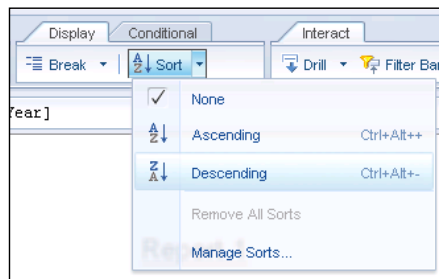 Display Conditional Interact
Break Sort Drill Filter Ba
Year]
None
Ascending Ctrl+Alt++
Descending Ctrl+Alt+-
Remove All Sorts
Manage Sorts...